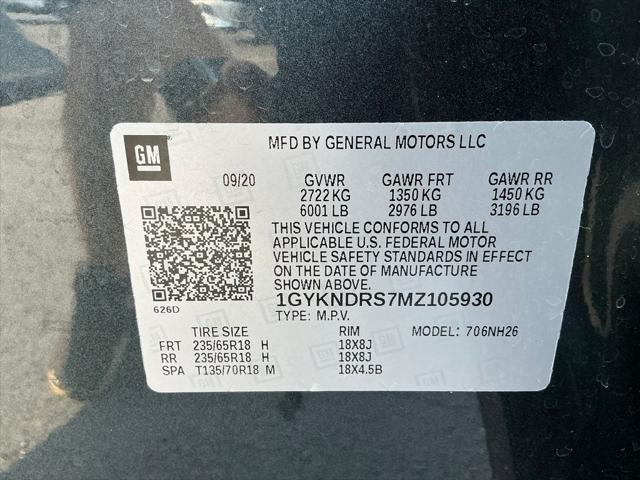 GM
MFD BY GENERAL MOTORS LLC
09/20 GVWR GAWR FRT GAWR RR
2722 KG 1350 KG 1450 KG
6001 LB 2976 LB 3196 LB
THIS VEHICLE CONFORMS TO ALL
APPLICABLE U.S. FEDERAL MOTOR
VEHICLE SAFETY STANDARDS IN EFFECT
ON THE DATE OF MANUFACTURE
SHOWN ABOVE.
626D
1GYKNDRS7MZ105930
TYPE: M.P.V.
TIRE SIZE RIM MODEL: 706NH26
FRT 235/65R18 H 18X8J
RR 235/65R18 H 18X8J
SPA T135/70R18 M 18X4.5B